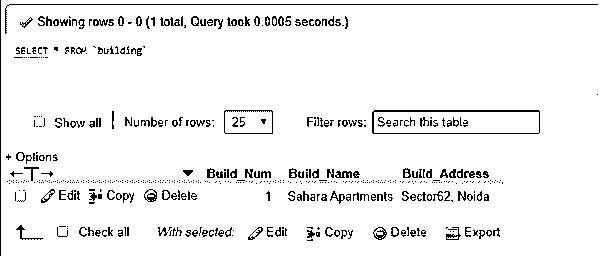 Showing rows 0 - 0 (1 total, Query took 0.0005 seconds.)
SELECT * FROM `building`
Show all | Number of rows: 25 Filter rows: Search this table
+ Options
←T→ Build_Num Build_Name Build_Address
Edit Copy Delete 1 Sahara Apartments Sector62, Noida
Check all With selected: Edit Copy Delete Export